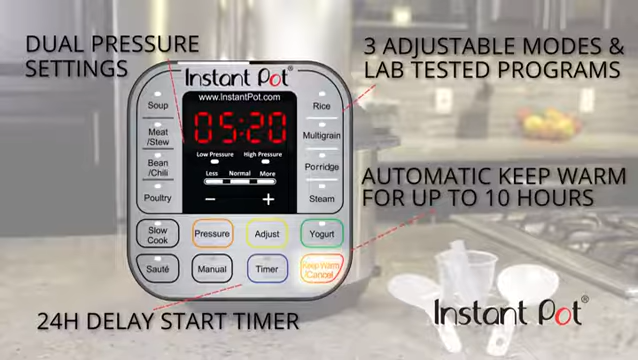 DUAL PRESSURE
SETTINGS
3 ADJUSTABLE MODES &
LAB TESTED PROGRAMS
Instant Pot®
www.InstantPot.com
05:20
Low Pressure High Pressure
Less Normal More
− +
Soup
Meat
/Stew
Bean
/Chili
Poultry
Rice
Multigrain
Porridge
Steam
Slow
Cook
Pressure
Adjust
Yogurt
Sauté
Manual
Timer
Keep Warm
/Cancel
AUTOMATIC KEEP WARM
FOR UP TO 10 HOURS
24H DELAY START TIMER
Instant Pot®